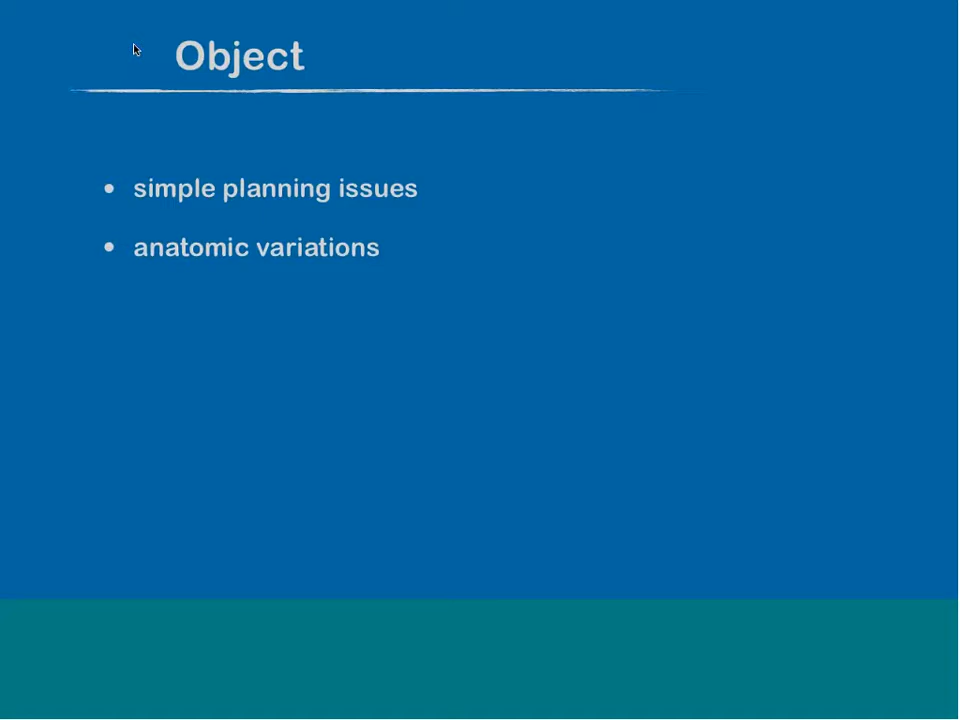 Object
• simple planning issues
• anatomic variations